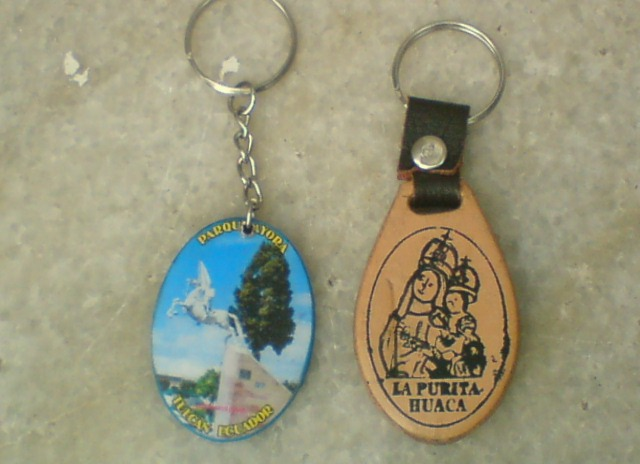 PARQUE AYORA
TULCAN - ECUADOR
LA PURITA-
HUACA